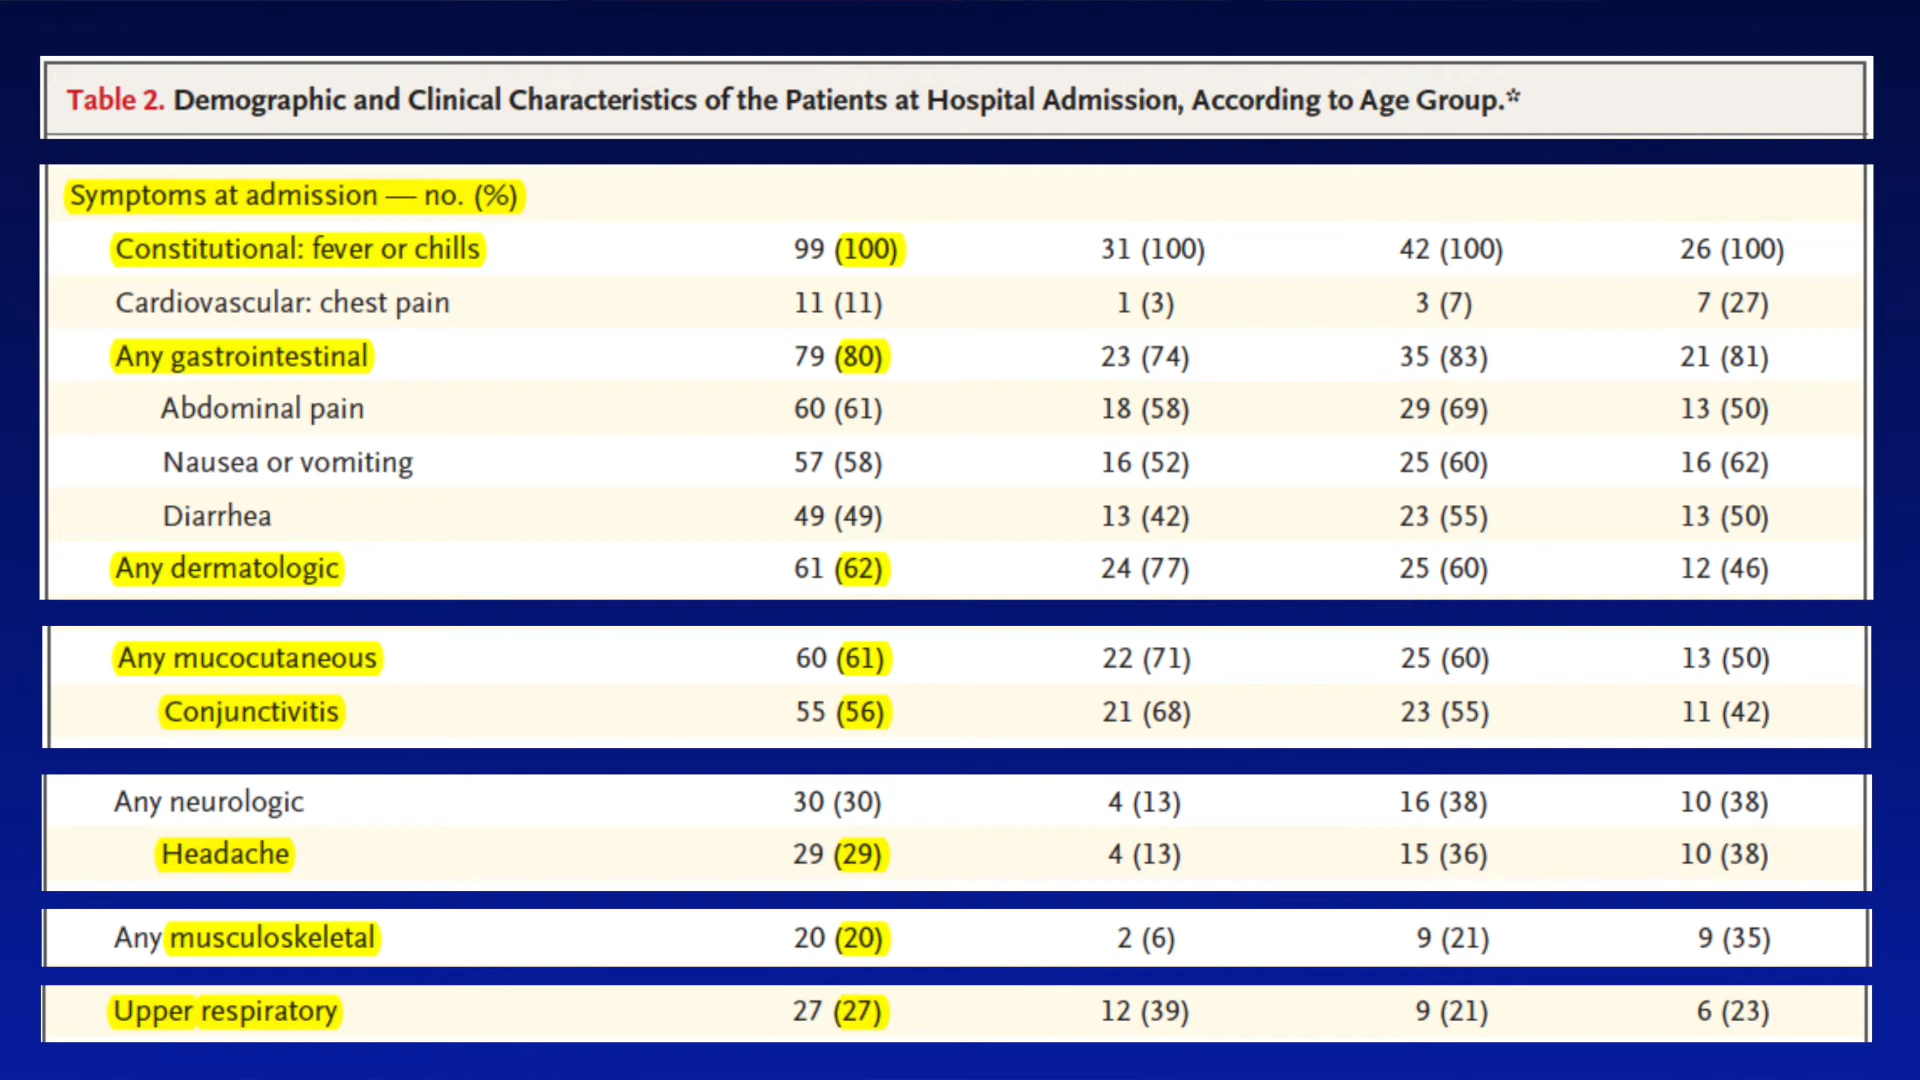 Table 2. Demographic and Clinical Characteristics of the Patients at Hospital Admission, According to Age Group.*
Symptoms at admission — no. (%)
Constitutional: fever or chills 99 (100) 31 (100) 42 (100) 26 (100)
Cardiovascular: chest pain 11 (11) 1 (3) 3 (7) 7 (27)
Any gastrointestinal 79 (80) 23 (74) 35 (83) 21 (81)
Abdominal pain 60 (61) 18 (58) 29 (69) 13 (50)
Nausea or vomiting 57 (58) 16 (52) 25 (60) 16 (62)
Diarrhea 49 (49) 13 (42) 23 (55) 13 (50)
Any dermatologic 61 (62) 24 (77) 25 (60) 12 (46)
Any mucocutaneous 60 (61) 22 (71) 25 (60) 13 (50)
Conjunctivitis 55 (56) 21 (68) 23 (55) 11 (42)
Any neurologic 30 (30) 4 (13) 16 (38) 10 (38)
Headache 29 (29) 4 (13) 15 (36) 10 (38)
Any musculoskeletal 20 (20) 2 (6) 9 (21) 9 (35)
Upper respiratory 27 (27) 12 (39) 9 (21) 6 (23)